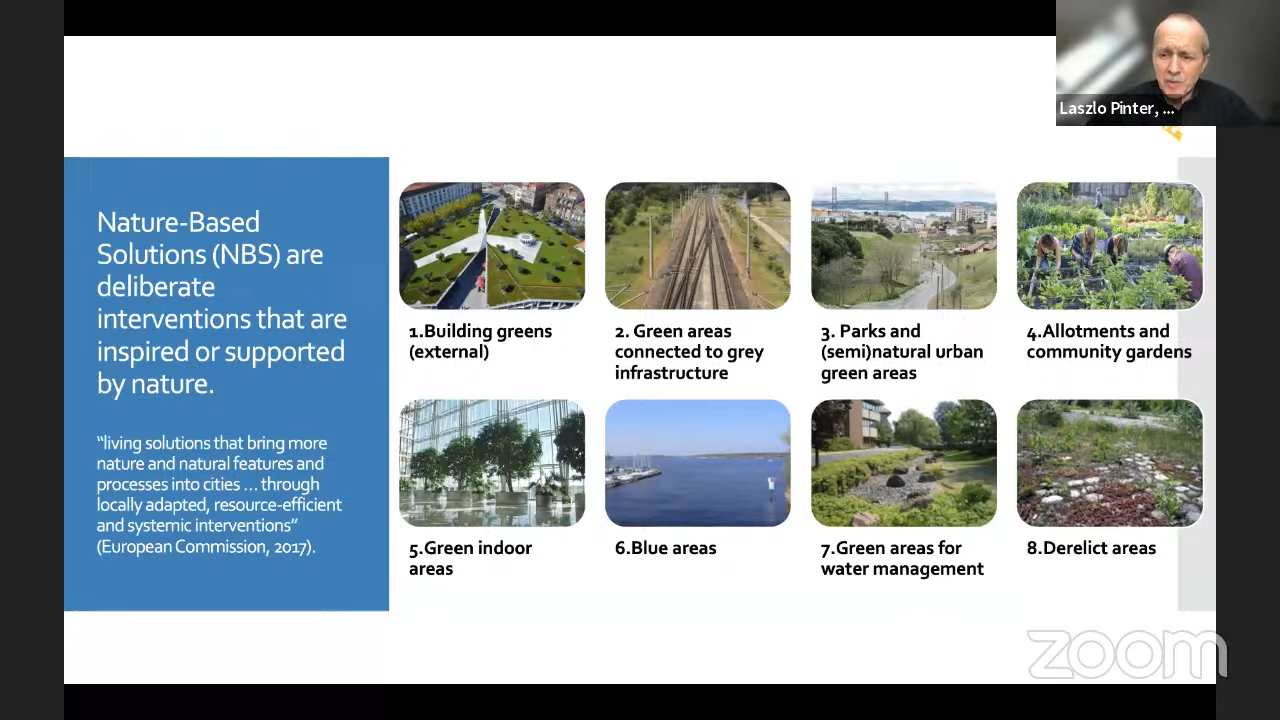 Laszlo Pinter, ...
Nature-Based
Solutions (NBS) are
deliberate
interventions that are
inspired or supported
by nature.
“living solutions that bring more
nature and natural features and
processes into cities ... through
locally adapted, resource-efficient
and systemic interventions”
(European Commission, 2017).
1.Building greens
(external)
2. Green areas
connected to grey
infrastructure
3. Parks and
(semi)natural urban
green areas
4.Allotments and
community gardens
5.Green indoor
areas
6.Blue areas
7.Green areas for
water management
8.Derelict areas
zoom